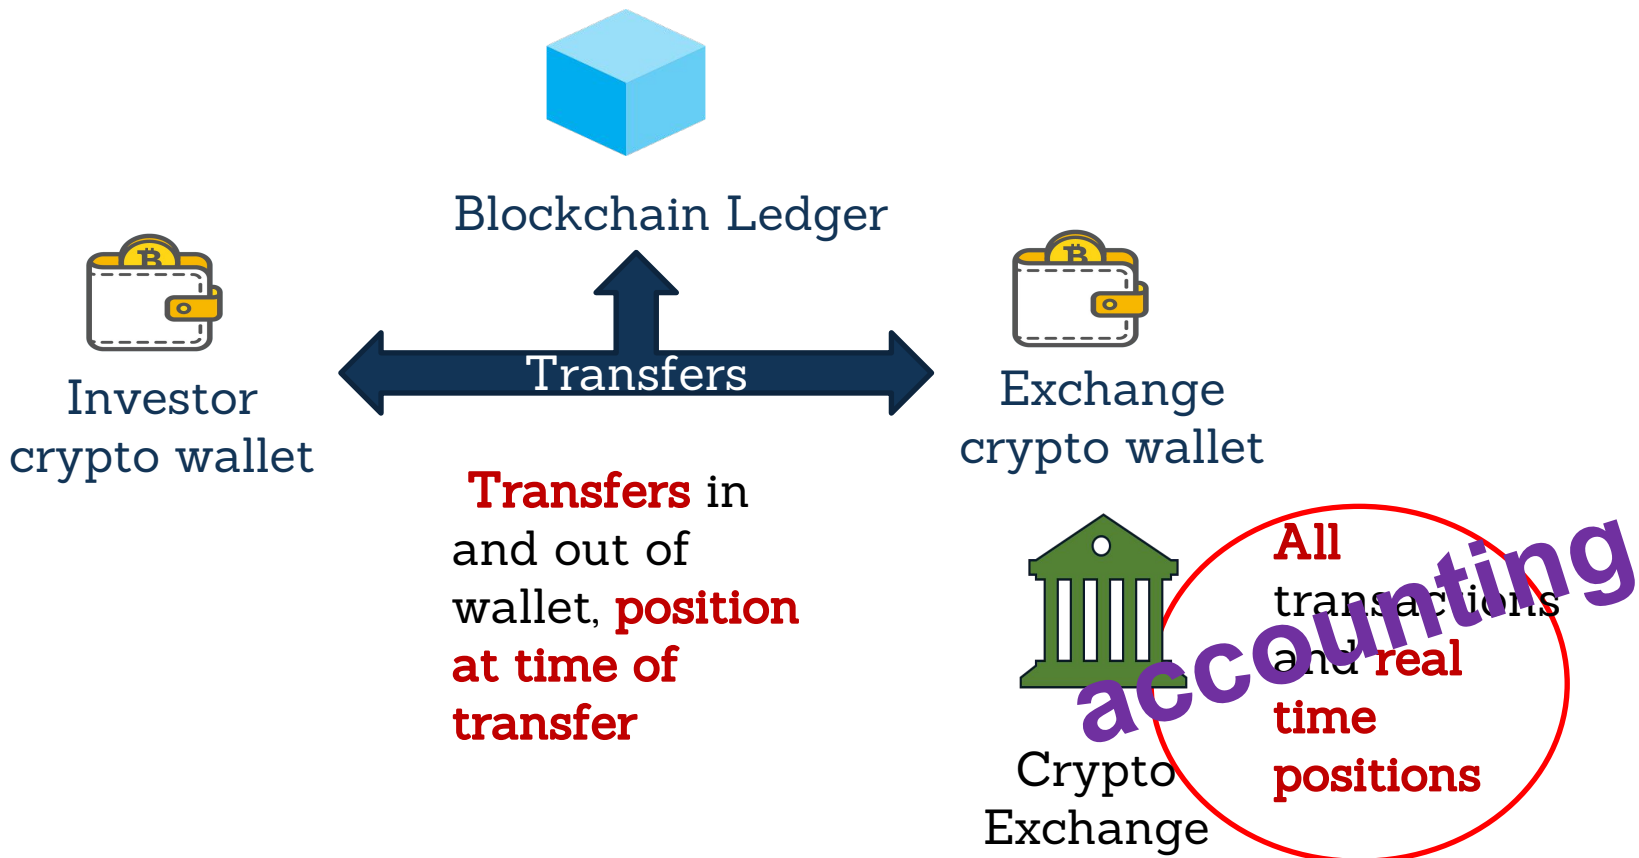 Blockchain Ledger
Transfers
Investor
crypto wallet
Exchange
crypto wallet
Transfers in
and out of
wallet, position
at time of
transfer
All
transactions
and real
time
positions
accounting
Crypto
Exchange